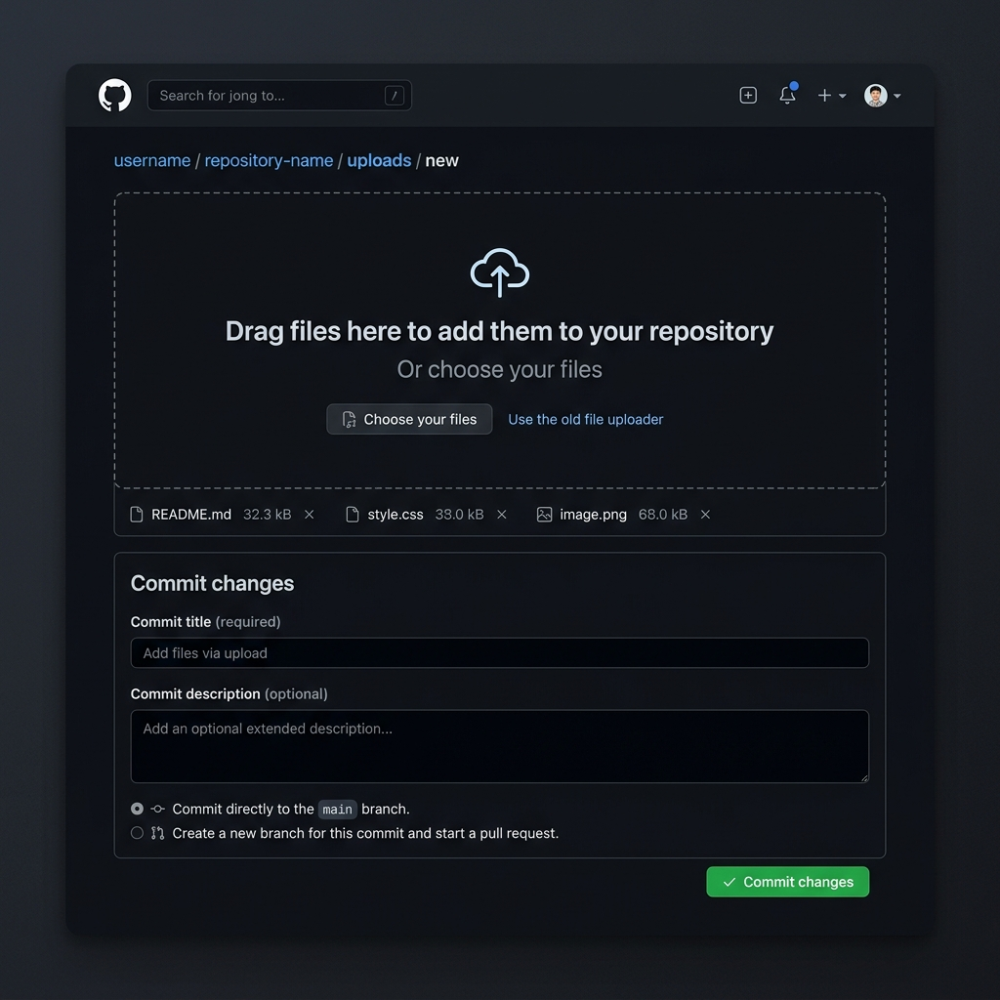 Search for jong to... /
username / repository-name / uploads / new
Drag files here to add them to your repository
Or choose your files
Choose your files Use the old file uploader
README.md 32.3 kB × style.css 33.0 kB × image.png 68.0 kB ×
Commit changes
Commit title (required)
Add files via upload
Commit description (optional)
Add an optional extended description...
Commit directly to the main branch.
Create a new branch for this commit and start a pull request.
Commit changes